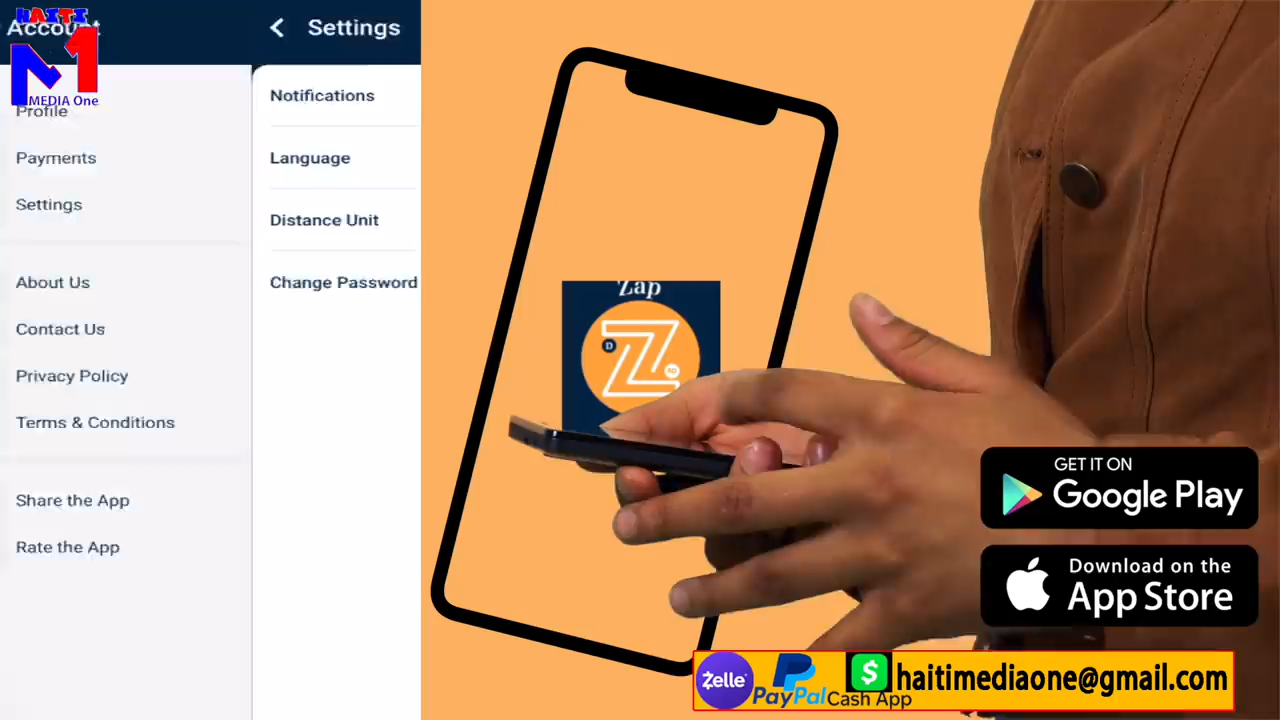 HAITI
M1
MEDIA One
Account
Profile
Payments
Settings
About Us
Contact Us
Privacy Policy
Terms & Conditions
Share the App
Rate the App
Settings
Notifications
Language
Distance Unit
Change Password
Zap
Z
D
GET IT ON
Google Play
Download on the
App Store
Zelle
PayPal
$
Cash App
haitimediaone@gmail.com